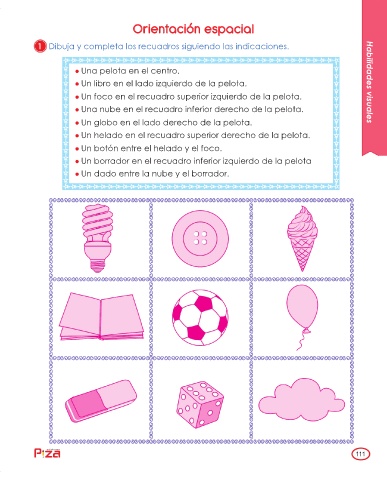 Orientación espacial
1 Dibuja y completa los recuadros siguiendo las indicaciones.
Habilidades visuales
• Una pelota en el centro.
• Un libro en el lado izquierdo de la pelota.
• Un foco en el recuadro superior izquierdo de la pelota.
• Una nube en el recuadro inferior derecho de la pelota.
• Un globo en el lado derecho de la pelota.
• Un helado en el recuadro superior derecho de la pelota.
• Un botón entre el helado y el foco.
• Un borrador en el recuadro inferior izquierdo de la pelota
• Un dado entre la nube y el borrador.
P1za
111